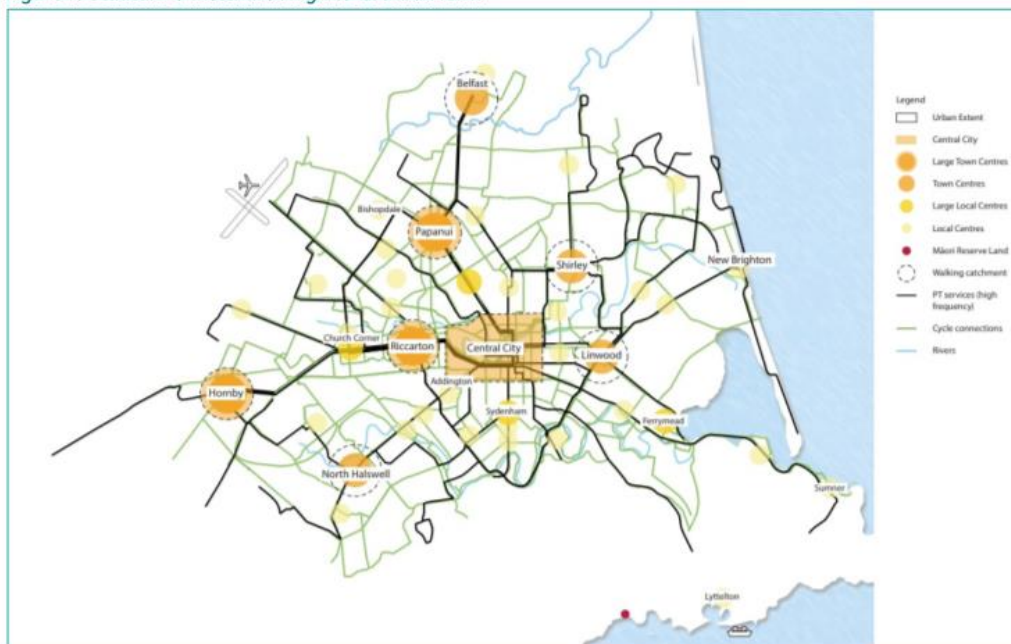 Belfast
Bishopdale
Papanui
Shirley
New Brighton
Church Corner
Riccarton
Central City
Linwood
Addington
Hornby
Sydenham
Ferrymead
North Halswell
Sumner
Lyttelton
Legend
Urban Extent
Central City
Large Town Centres
Town Centres
Large Local Centres
Local Centres
Māori Reserve Land
Walking catchment
PT services (high
frequency)
Cycle connections
Rivers